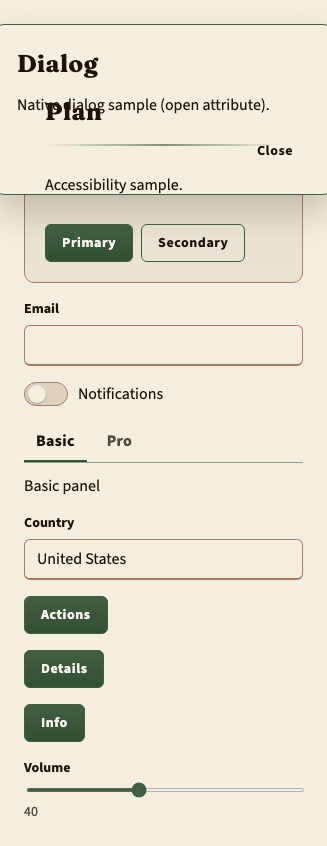 Dialog
Native dialog sample (open attribute).
Plan
Close
Accessibility sample.
Primary
Secondary
Email
Notifications
Basic
Pro
Basic panel
Country
United States
Actions
Details
Info
Volume
40